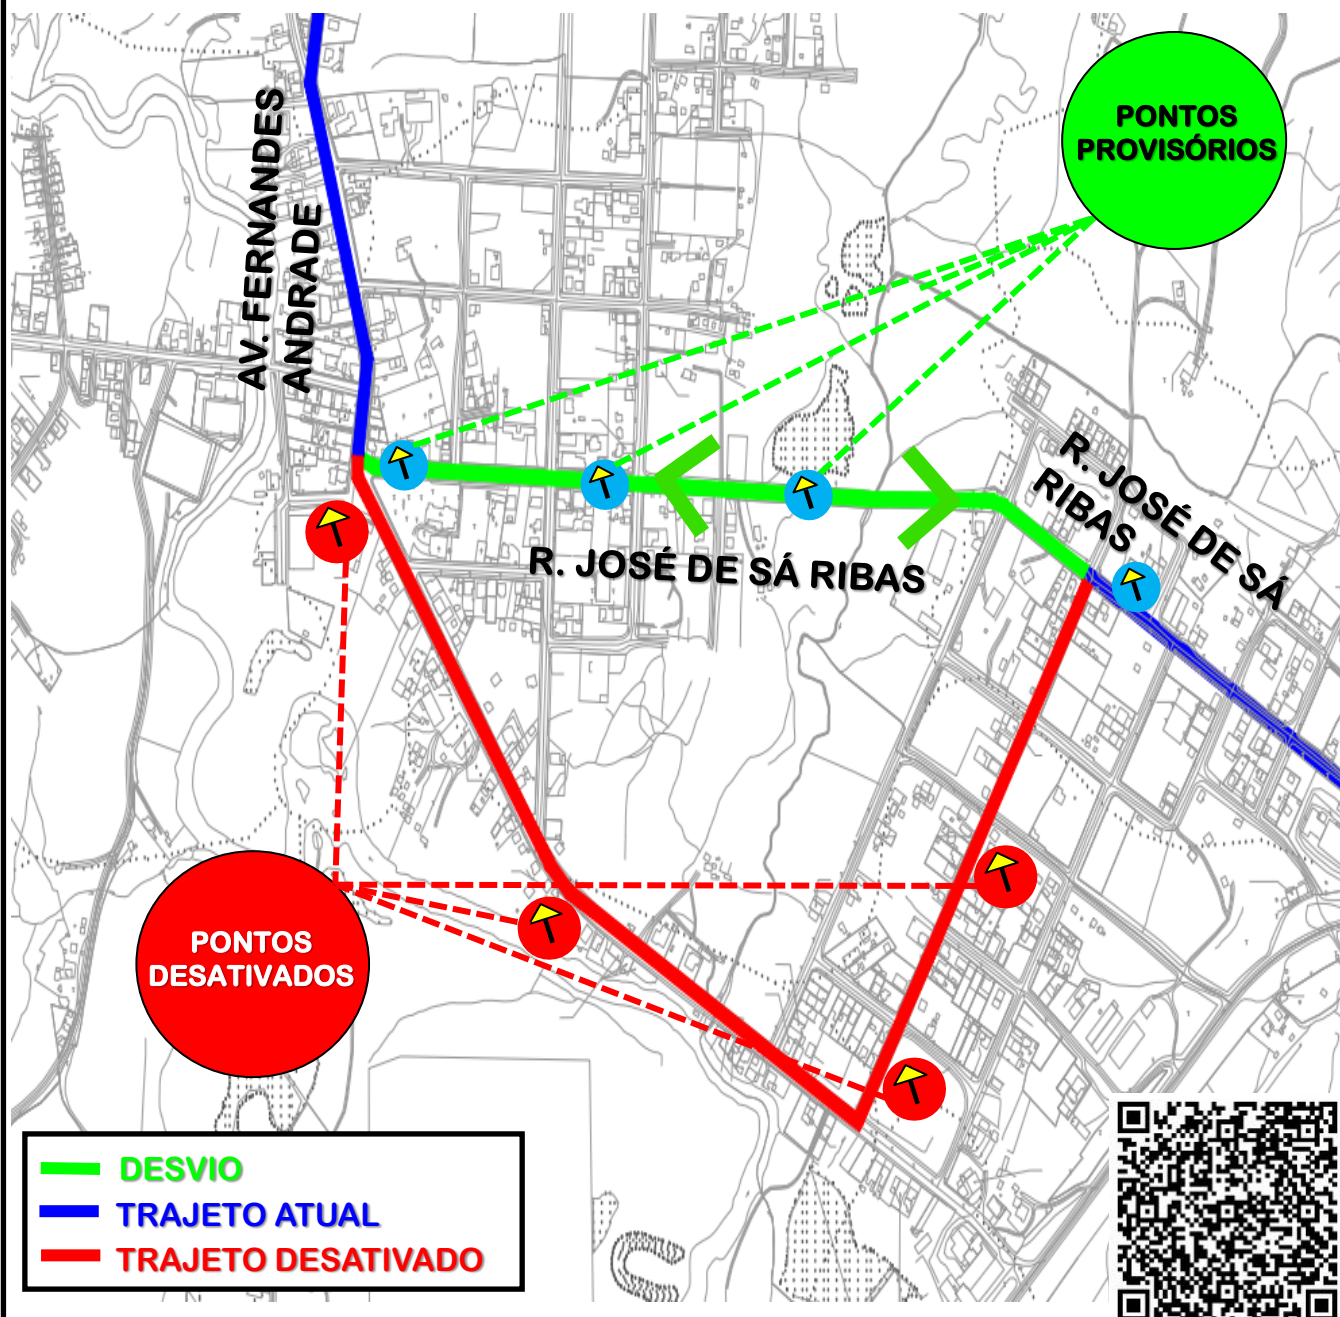 PONTOS
PROVISÓRIOS
AV. FERNANDES
ANDRADE
R. JOSÉ DE SÁ
RIBAS
R. JOSÉ DE SÁ RIBAS
PONTOS
DESATIVADOS
DESVIO
TRAJETO ATUAL
TRAJETO DESATIVADO